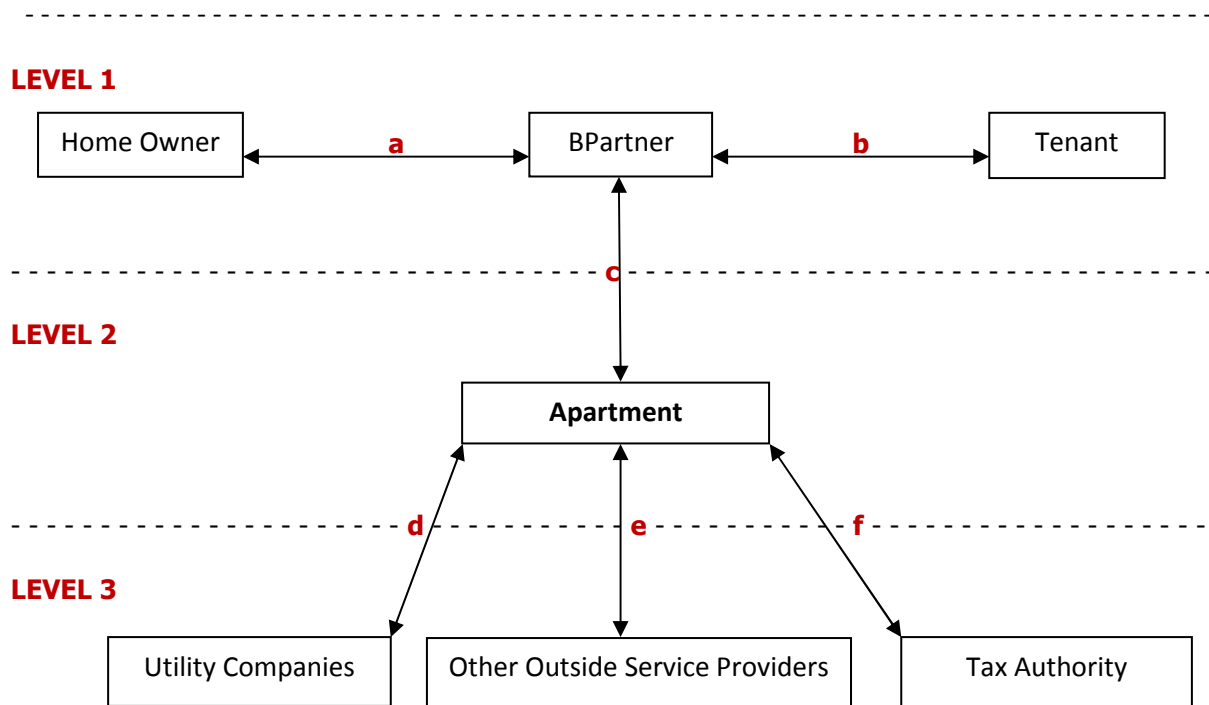 LEVEL 1
Home Owner
a
BPartner
b
Tenant
c
LEVEL 2
Apartment
d
e
f
LEVEL 3
Utility Companies
Other Outside Service Providers
Tax Authority